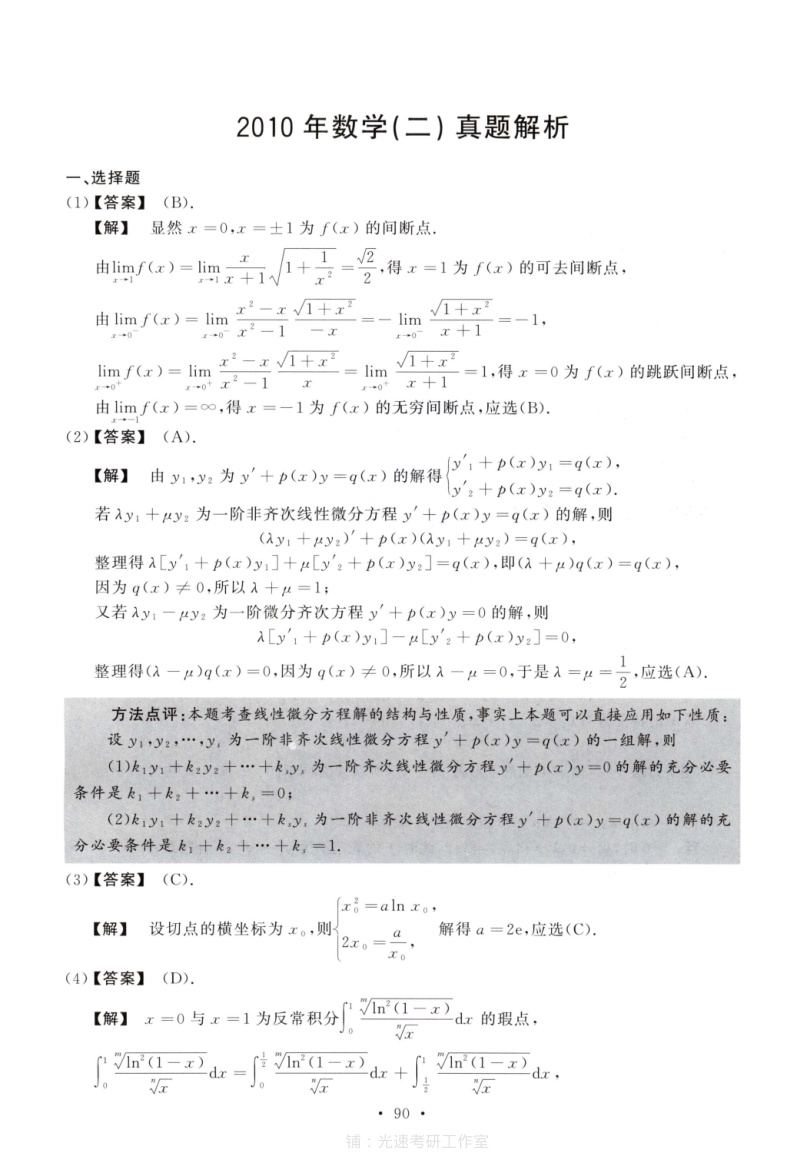 2010 年数学(二) 真题解析
一、选择题
(1)【答案】 (B).
【解】 显然 x =0,x =±1 为 f(x) 的间断点.
由 lim_{x→1} f(x) = lim_{x→1} x/(x+1) √(1+1/x²) = √2/2,得 x =1 为 f(x) 的可去间断点,
由 lim_{x→0⁻} f(x) = lim_{x→0⁻} (x²−x)/(x²−1) · √(1+x²)/(−x) = − lim_{x→0⁻} √(1+x²)/(x+1) =−1,
lim_{x→0⁺} f(x) = lim_{x→0⁺} (x²−x)/(x²−1) · √(1+x²)/x = lim_{x→0⁺} √(1+x²)/(x+1) =1,得 x =0 为 f(x) 的跳跃间断点,
由 lim_{x→−1} f(x) =∞,得 x =−1 为 f(x) 的无穷间断点,应选(B).
(2)【答案】 (A).
【解】 由 y₁,y₂ 为 y′+p(x)y =q(x) 的解得 { y′₁+p(x)y₁ =q(x), y′₂+p(x)y₂ =q(x).
若 λy₁+μy₂ 为一阶非齐次线性微分方程 y′+p(x)y =q(x) 的解,则
(λy₁+μy₂)′+p(x)(λy₁+μy₂)=q(x),
整理得 λ[y′₁+p(x)y₁]+μ[y′₂+p(x)y₂]=q(x),即(λ+μ)q(x)=q(x),
因为 q(x) ≠ 0,所以 λ+μ =1;
又若 λy₁−μy₂ 为一阶微分齐次方程 y′+p(x)y =0 的解,则
λ[y′₁+p(x)y₁]−μ[y′₂+p(x)y₂]=0,
整理得(λ−μ)q(x)=0,因为 q(x) ≠ 0,所以 λ−μ =0,于是 λ =μ = 1/2,应选(A).
方法点评:本题考查线性微分方程解的结构与性质,事实上本题可以直接应用如下性质:
设 y₁,y₂,⋯,yₛ 为一阶非齐次线性微分方程 y′+p(x)y =q(x) 的一组解,则
(1)k₁y₁+k₂y₂+⋯+kₛyₛ 为一阶齐次线性微分方程 y′+p(x)y =0 的解的充分必要
条件是 k₁+k₂+⋯+kₛ =0;
(2)k₁y₁+k₂y₂+⋯+kₛyₛ 为一阶非齐次线性微分方程 y′+p(x)y =q(x) 的解的充
分必要条件是 k₁+k₂+⋯+kₛ =1.
(3)【答案】 (C).
【解】 设切点的横坐标为 x₀,则 { x₀² =aln x₀, 2x₀ = a/x₀, 解得 a =2e,应选(C).
(4)【答案】 (D).
【解】 x =0 与 x =1 为反常积分 ∫₀¹ ᵐ√(ln²(1−x))/ⁿ√x dx 的瑕点,
∫₀¹ ᵐ√(ln²(1−x))/ⁿ√x dx = ∫₀^{1/2} ᵐ√(ln²(1−x))/ⁿ√x dx + ∫_{1/2}¹ ᵐ√(ln²(1−x))/ⁿ√x dx,
• 90 •
铺：光速考研工作室